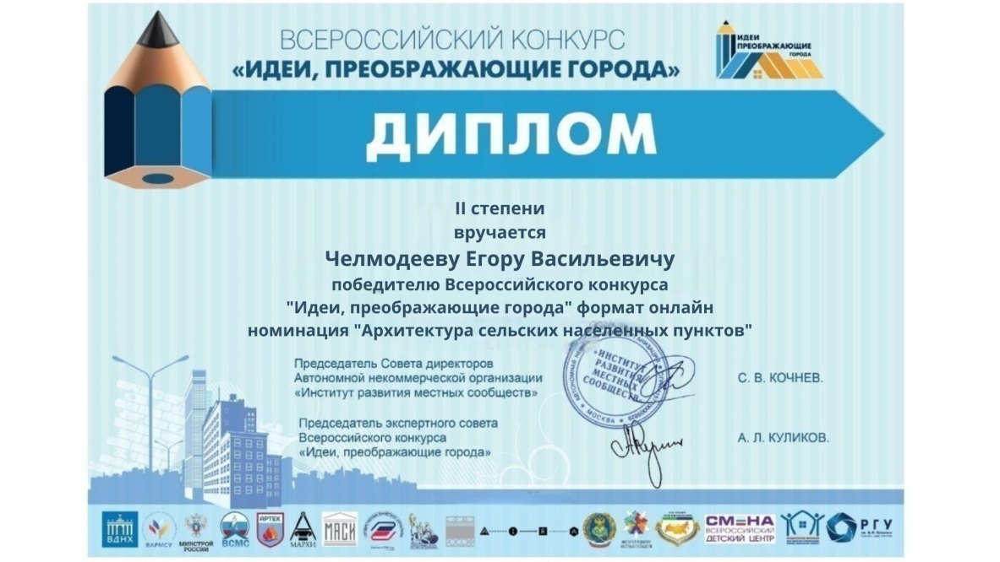 ВСЕРОССИЙСКИЙ КОНКУРС
«ИДЕИ, ПРЕОБРАЖАЮЩИЕ ГОРОДА»
ИДЕИ
ПРЕОБРАЖАЮЩИЕ
ГОРОДА
ДИПЛОМ
II степени
вручается
Челмодееву Егору Васильевичу
победителю Всероссийского конкурса
"Идеи, преображающие города" формат онлайн
номинация "Архитектура сельских населенных пунктов"
Председатель Совета директоров
Автономной некоммерческой организации
«Институт развития местных сообществ»
«ИНСТИТУТ
РАЗВИТИЯ
МЕСТНЫХ
СООБЩЕСТВ»
МОСКВА
С. В. КОЧНЕВ.
Председатель экспертного совета
Всероссийского конкурса
«Идеи, преображающие города»
А. Л. КУЛИКОВ.
ВДНХ
ВАРМСУ
МИНСТРОЙ
РОССИИ
ВСМС
АРТЕК
МАРХИ
МАСИ
СМЕНА
ВСЕРОССИЙСКИЙ
ДЕТСКИЙ ЦЕНТР
РГУ